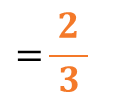 = 2/3